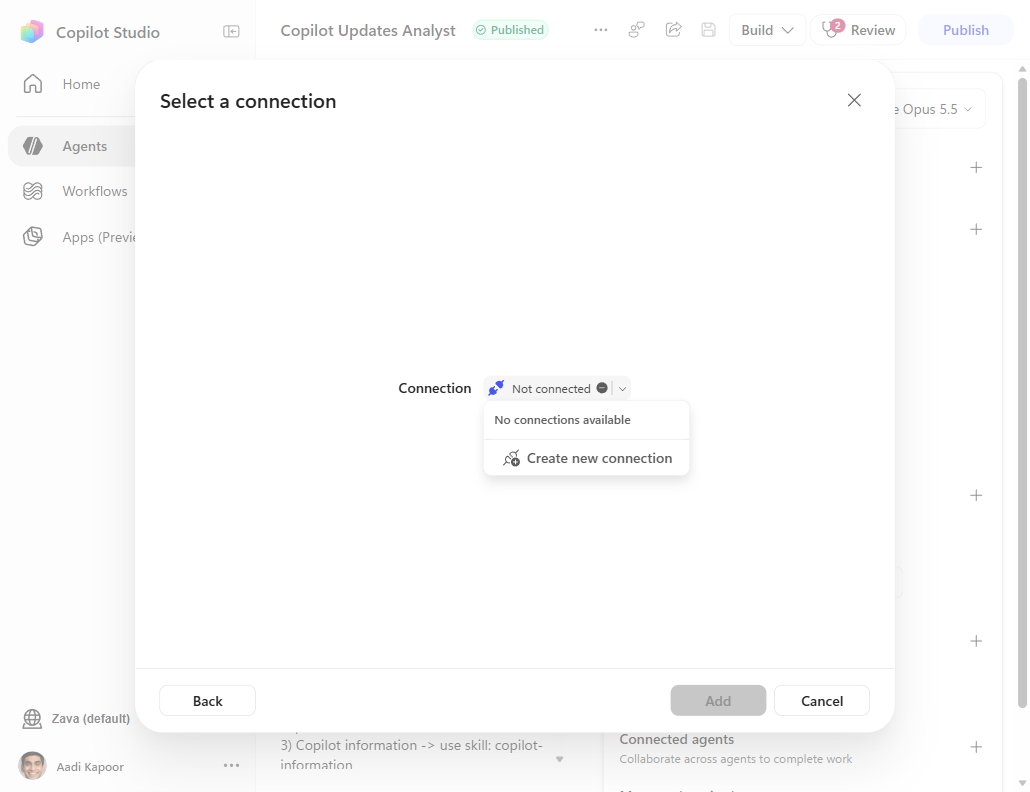 Copilot Studio
Copilot Updates Analyst
Published
Build
2
Review
Publish
Home
Agents
Workflows
Apps (Previe
Select a connection
e Opus 5.5
Connection
Not connected
No connections available
Create new connection
Back
Add
Cancel
Zava (default)
Aadi Kapoor
3) Copilot information -> use skill: copilot-
information
Connected agents
Collaborate across agents to complete work